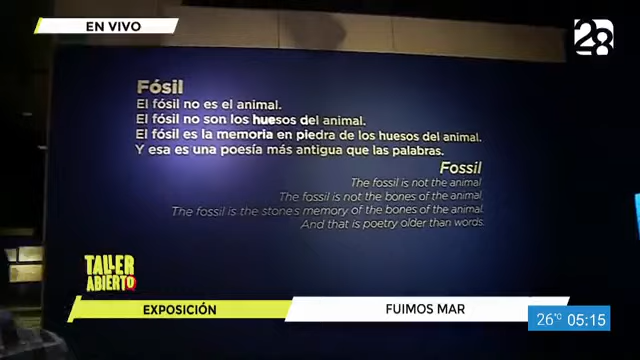 EN VIVO
28
Fósil
El fósil no es el animal.
El fósil no son los huesos del animal.
El fósil es la memoria en piedra de los huesos del animal.
Y esa es una poesía más antigua que las palabras.
Fossil
The fossil is not the animal.
The fossil is not the bones of the animal.
The fossil is the stone's memory of the bones of the animal.
And that is poetry older than words.
TALLER
ABIERTO
EXPOSICIÓN
FUIMOS MAR
26°C 05:15